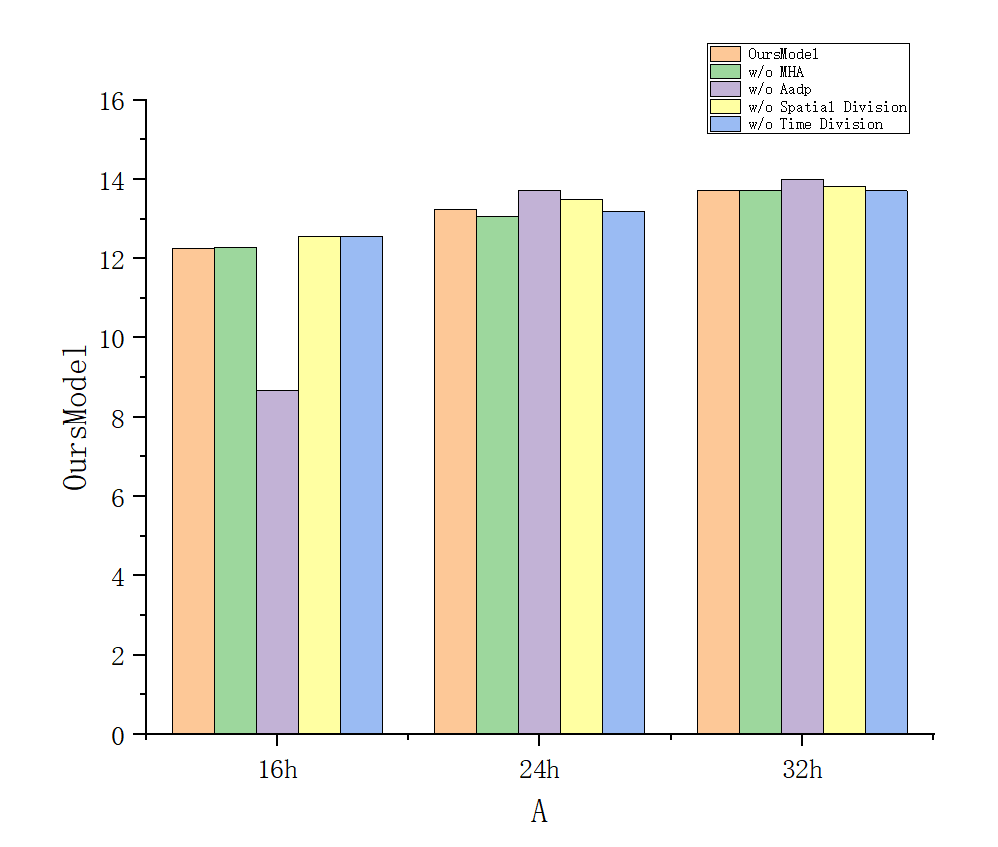 OursModel
w/o MHA
w/o Aadp
w/o Spatial Division
w/o Time Division
16
14
12
10
8
6
4
2
0
OursModel
16h
24h
32h
A